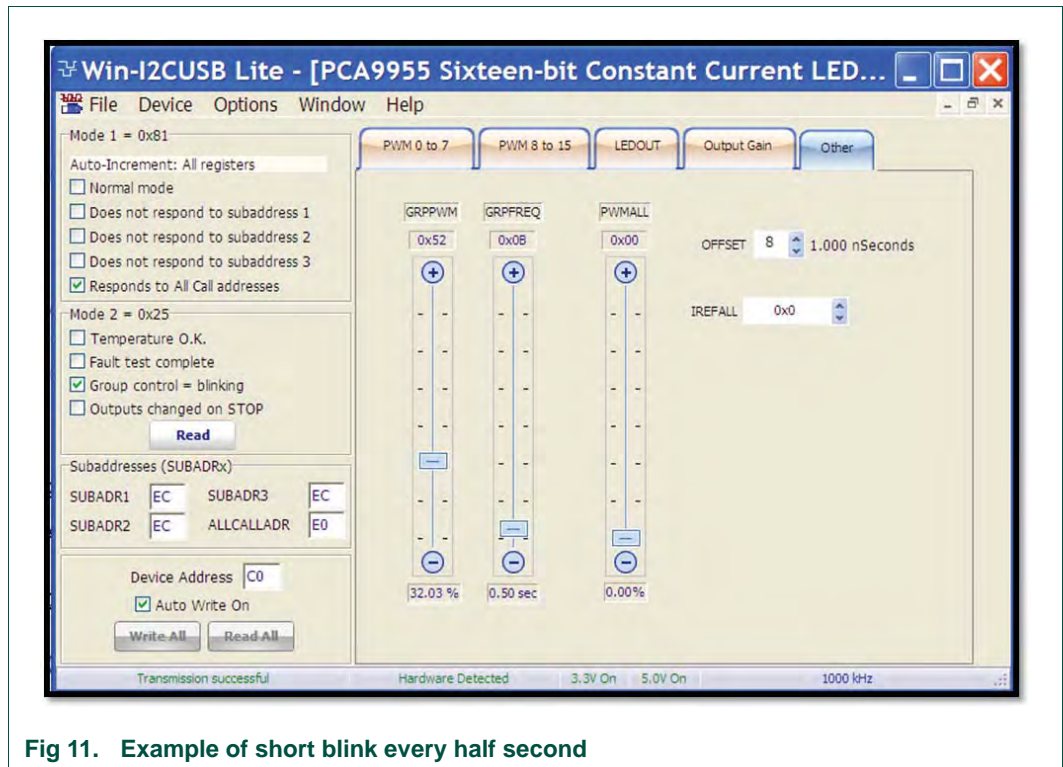 Win-I2CUSB Lite - [PCA9955 Sixteen-bit Constant Current LED...
File Device Options Window Help
Mode 1 = 0x81
Auto-Increment: All registers
Normal mode
Does not respond to subaddress 1
Does not respond to subaddress 2
Does not respond to subaddress 3
Responds to All Call addresses
Mode 2 = 0x25
Temperature O.K.
Fault test complete
Group control = blinking
Outputs changed on STOP
Read
Subaddresses (SUBADRx)
SUBADR1 EC SUBADR3 EC
SUBADR2 EC ALLCALLADR E0
Device Address C0
Auto Write On
Write All Read All
PWM 0 to 7 PWM 8 to 15 LEDOUT Output Gain Other
GRPPWM GRPFREQ PWMALL
0x52 0x0B 0x00
OFFSET 8 1.000 nSeconds
IREFALL 0x0
32.03 % 0.50 sec 0.00%
Transmission successful Hardware Detected 3.3V On 5.0V On 1000 kHz
Fig 11. Example of short blink every half second